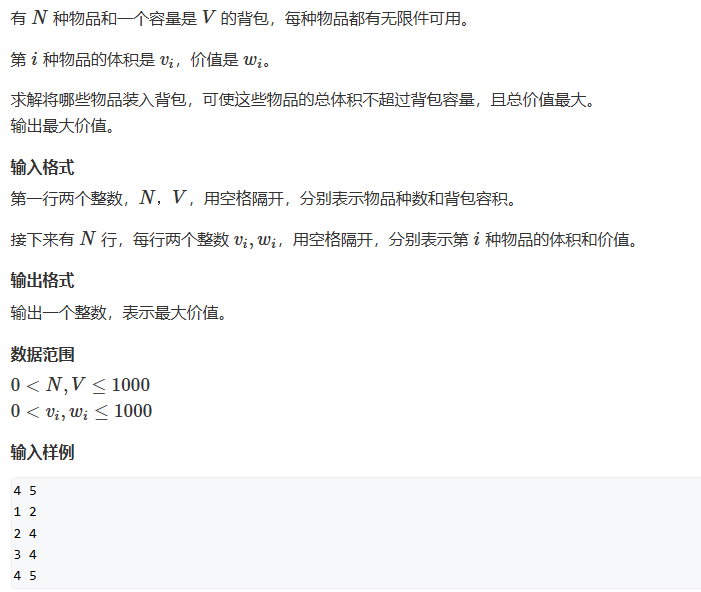 有 N 种物品和一个容量是 V 的背包，每种物品都有无限件可用。
第 i 种物品的体积是 vᵢ，价值是 wᵢ。
求解将哪些物品装入背包，可使这些物品的总体积不超过背包容量，且总价值最大。
输出最大价值。
输入格式
第一行两个整数，N，V，用空格隔开，分别表示物品种数和背包容积。
接下来有 N 行，每行两个整数 vᵢ, wᵢ，用空格隔开，分别表示第 i 种物品的体积和价值。
输出格式
输出一个整数，表示最大价值。
数据范围
0 < N, V ≤ 1000
0 < vᵢ, wᵢ ≤ 1000
输入样例
4 5
1 2
2 4
3 4
4 5